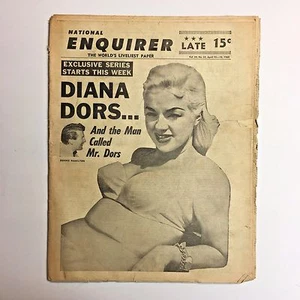 NATIONAL
ENQUIRER
THE WORLD'S LIVELIEST PAPER
★★★
LATE
15¢
EXCLUSIVE SERIES
STARTS THIS WEEK
DIANA
DORS...
And the Man
Called
Mr. Dors